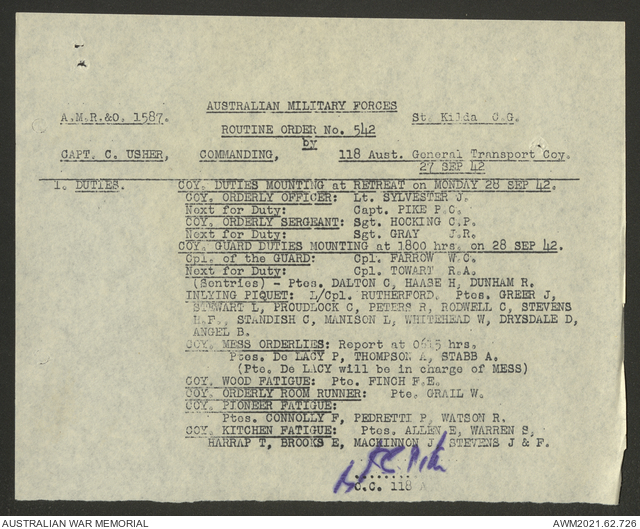 AUSTRALIAN MILITARY FORCES
A.M.R.&O. 1587. St. Kilda C.G.
ROUTINE ORDER No. 542
by
CAPT. C. USHER, COMMANDING, 118 Aust. General Transport Coy.
27 SEP 42
1. DUTIES. COY. DUTIES MOUNTING at RETREAT on MONDAY 28 SEP 42.
COY. ORDERLY OFFICER: Lt. SYLVESTER J.
Next for Duty: Capt. PIKE P.C.
COY. ORDERLY SERGEANT: Sgt. HOCKING C.P.
Next for Duty: Sgt. GRAY J.R.
COY. GUARD DUTIES MOUNTING at 1800 hrs. on 28 SEP 42.
Cpl. of the GUARD: Cpl. FARROW W.C.
Next for Duty: Cpl. TOWART R.A.
(Sentries) - Ptes. DALTON C, HAASE H, DUNHAM R.
INLYING PIQUET: L/Cpl. RUTHERFORD. Ptes. GREER J,
STEWART L, PROUDLOCK C, PETERS R, RODWELL C, STEVENS
H.F., STANDISH C, MANISON L, WHITEHEAD W, DRYSDALE D,
ANGEL B.
COY. MESS ORDERLIES: Report at 0615 hrs.
Ptes. De LACY P, THOMPSON A, STABB A.
(Pte. De LACY will be in charge of MESS)
COY. WOOD FATIGUE: Pte. FINCH F.E.
COY. ORDERLY ROOM RUNNER: Pte. GRAIL W.
COY. PIONEER FATIGUE:
Ptes. CONNOLLY F, PEDRETTI P, WATSON R.
COY. KITCHEN FATIGUE: Ptes. ALLEN E, WARREN S,
HARRAP T, BROOKS E, MACKINNON J, STEVENS J & F.
O.C. 118 A
AUSTRALIAN WAR MEMORIAL AWM2021.62.726